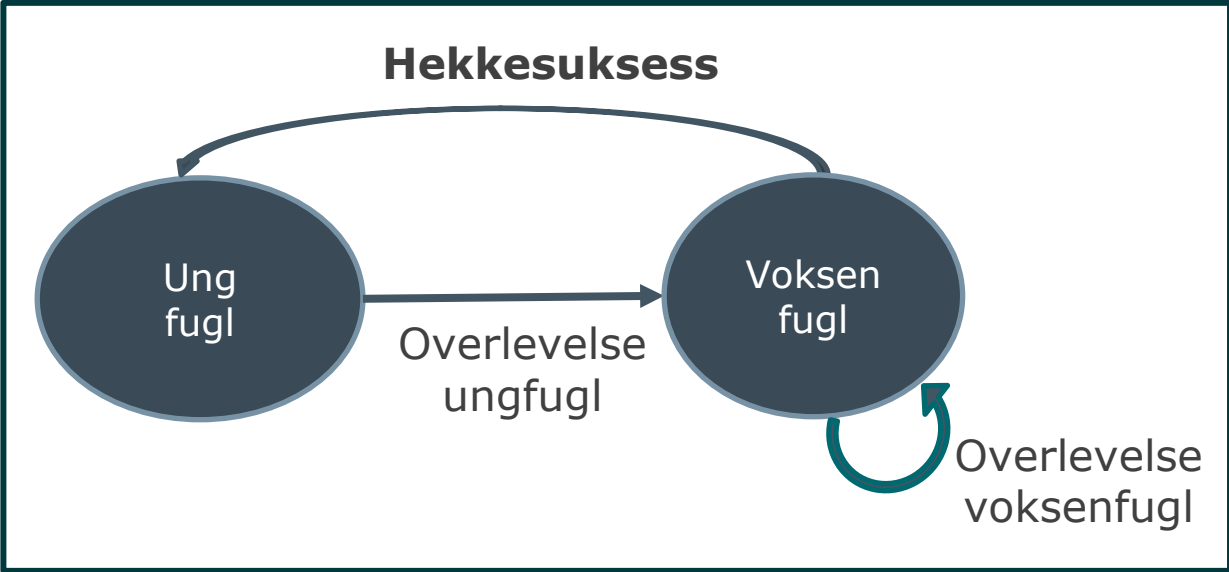 Hekkesuksess
Ung
fugl
Voksen
fugl
Overlevelse
ungfugl
Overlevelse
voksenfugl